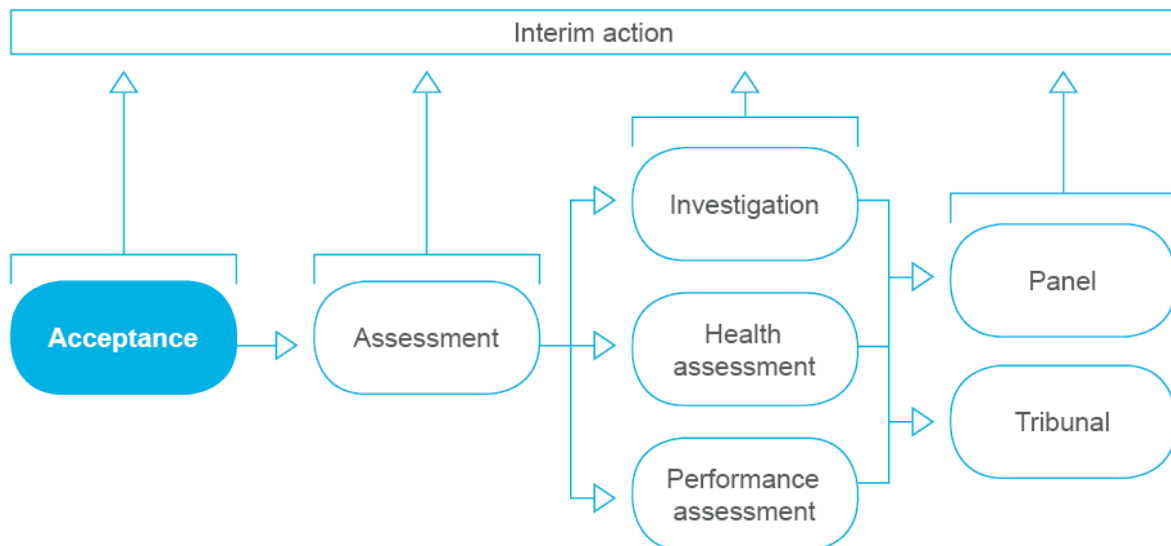 Interim action
Acceptance
Assessment
Investigation
Health
assessment
Performance
assessment
Panel
Tribunal